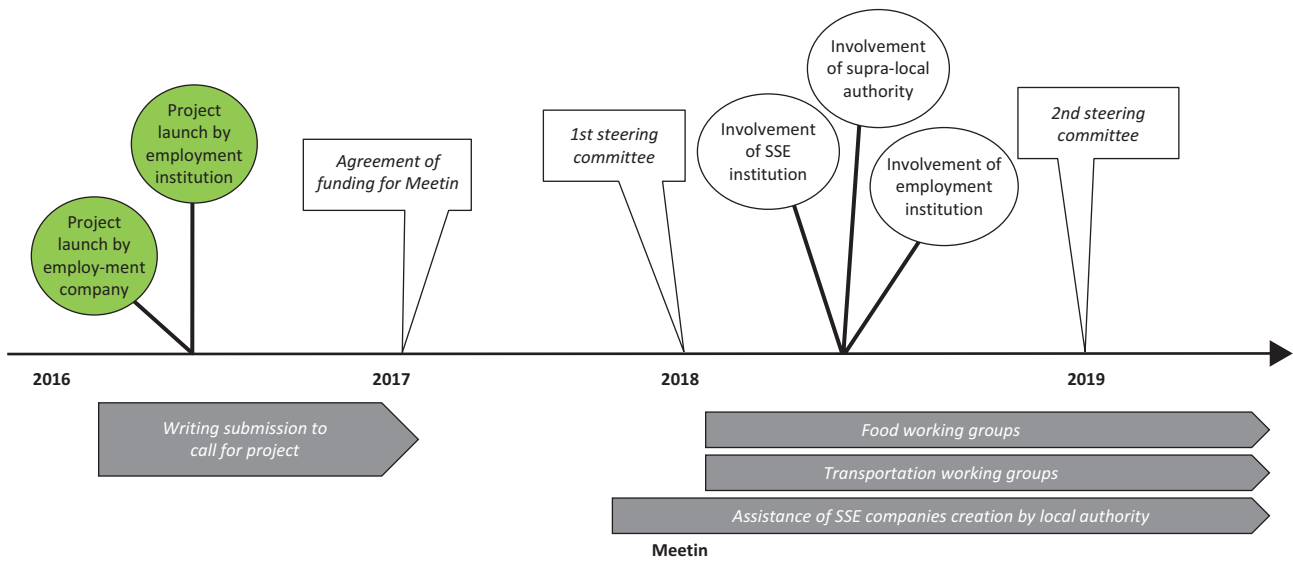 Project
launch by
employment
institution
Project
launch by
employ-ment
company
Agreement of
funding for Meetin
1st steering
committee
Involvement
of SSE
institution
Involvement
of supra-local
authority
Involvement of
employment
institution
2nd steering
committee
2016
2017
2018
2019
Writing submission to
call for project
Food working groups
Transportation working groups
Assistance of SSE companies creation by local authority
Meetin